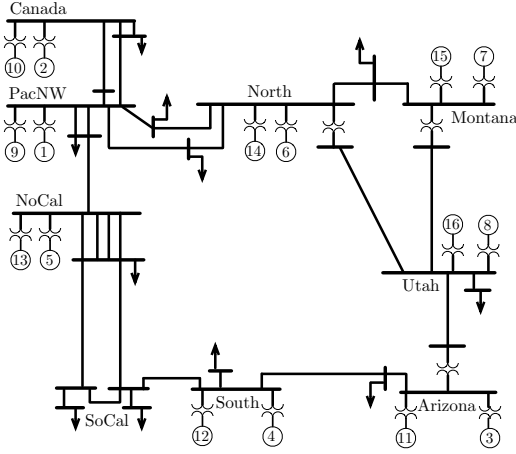 Canada
10 2
15 7
PacNW
North
Montana
9 1
14 6
NoCal
16 8
13 5
Utah
SoCal
South
Arizona
12 4
11 3